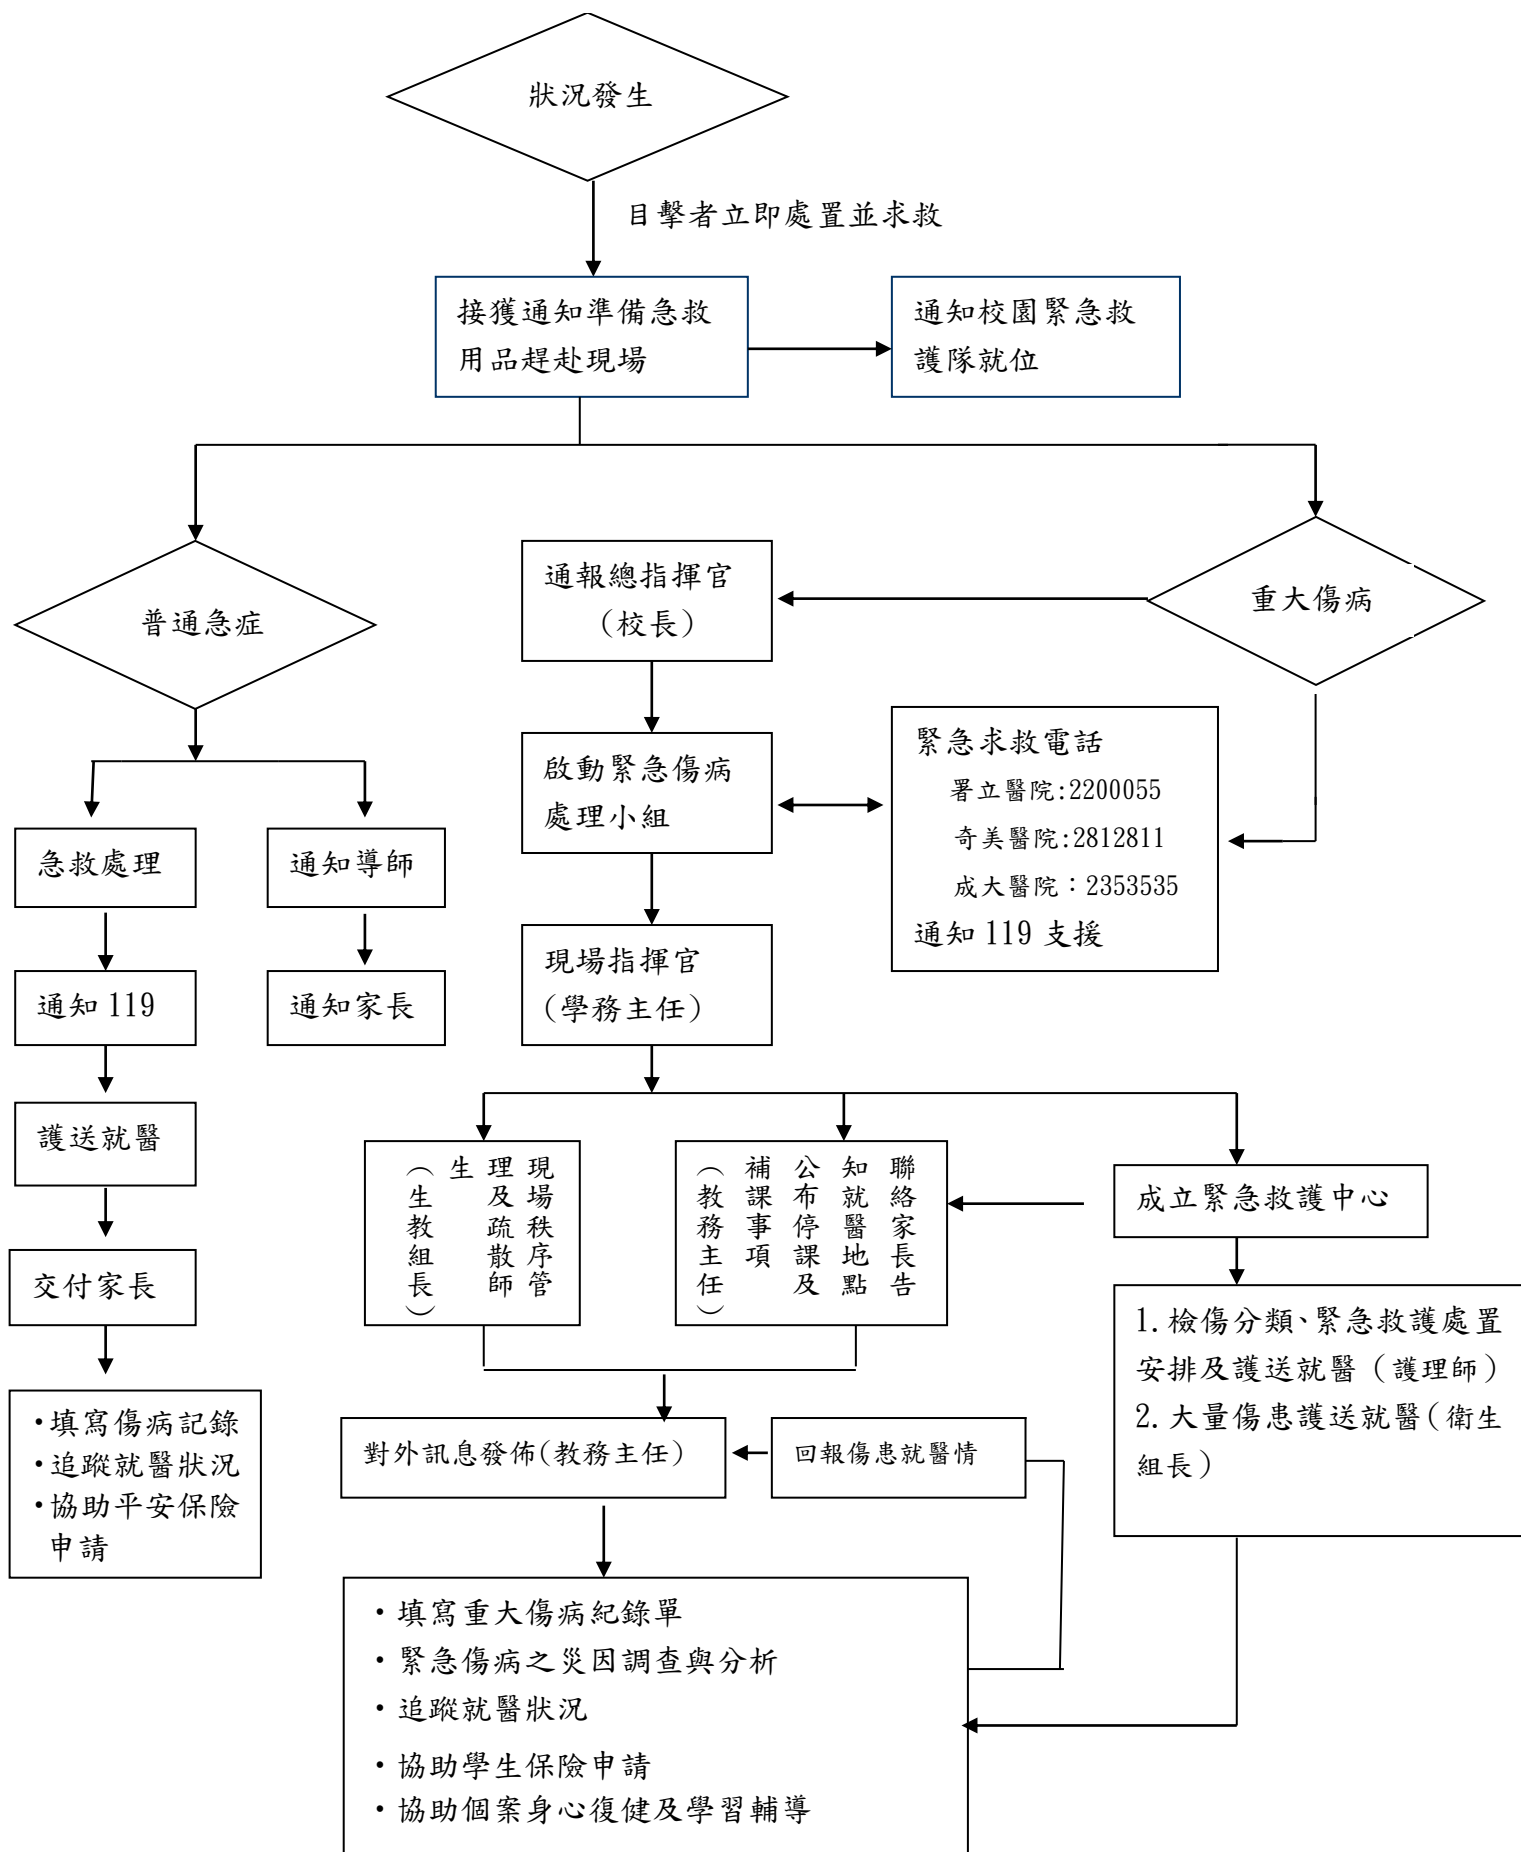 狀況發生
目擊者立即處置並求救
接獲通知準備急救
用品趕赴現場
通知校園緊急救
護隊就位
普通急症
通報總指揮官
(校長)
重大傷病
啟動緊急傷病
處理小組
緊急求救電話
署立醫院:2200055
奇美醫院:2812811
成大醫院：2353535
通知 119 支援
急救處理
通知導師
現場指揮官
(學務主任)
通知 119
通知家長
護送就醫
現場秩序管
理及疏散師
生
(生教組長)
聯絡家長告
知就醫地點
公布停課及
補課事項
(教務主任)
成立緊急救護中心
交付家長
1.檢傷分類、緊急救護處置
安排及護送就醫（護理師）
2.大量傷患護送就醫(衛生
組長)
‧填寫傷病記錄
‧追蹤就醫狀況
‧協助平安保險
申請
對外訊息發佈(教務主任)
回報傷患就醫情
‧填寫重大傷病紀錄單
‧緊急傷病之災因調查與分析
‧追蹤就醫狀況
‧協助學生保險申請
‧協助個案身心復健及學習輔導